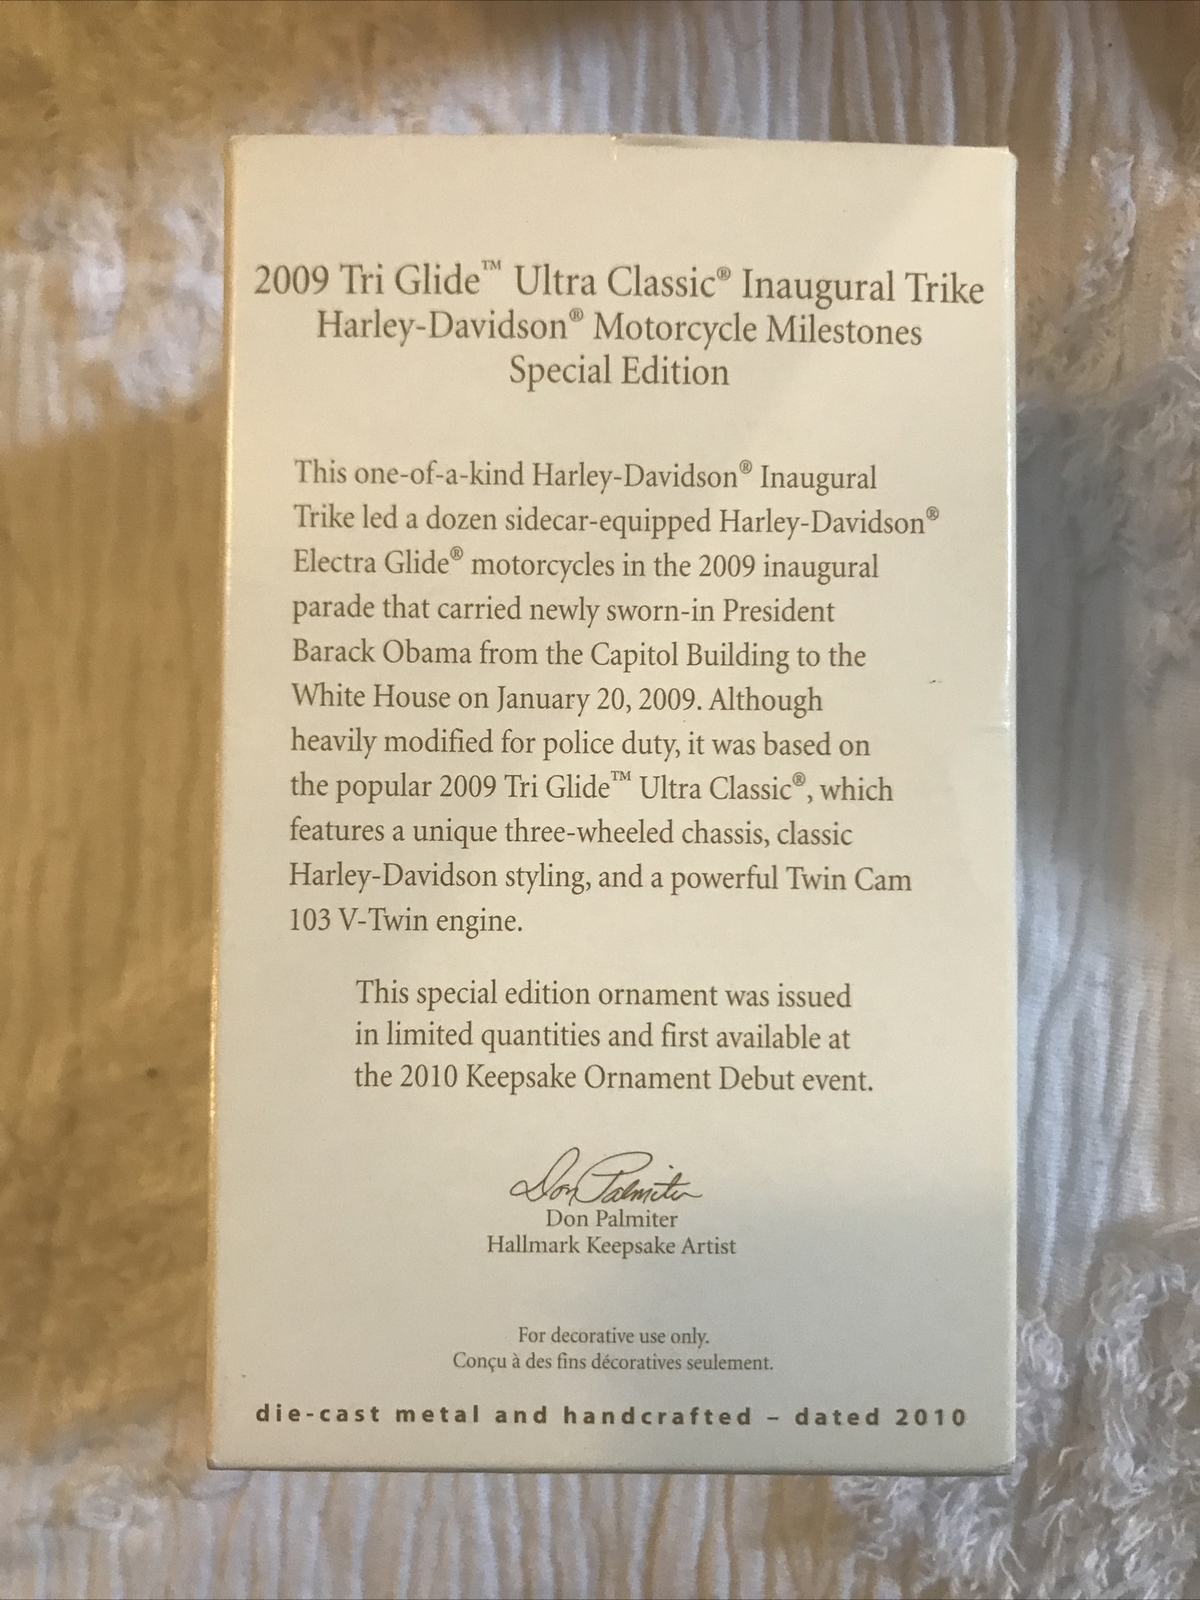 2009 Tri Glide™ Ultra Classic® Inaugural Trike
Harley-Davidson® Motorcycle Milestones
Special Edition
This one-of-a-kind Harley-Davidson® Inaugural
Trike led a dozen sidecar-equipped Harley-Davidson®
Electra Glide® motorcycles in the 2009 inaugural
parade that carried newly sworn-in President
Barack Obama from the Capitol Building to the
White House on January 20, 2009. Although
heavily modified for police duty, it was based on
the popular 2009 Tri Glide™ Ultra Classic®, which
features a unique three-wheeled chassis, classic
Harley-Davidson styling, and a powerful Twin Cam
103 V-Twin engine.
This special edition ornament was issued
in limited quantities and first available at
the 2010 Keepsake Ornament Debut event.
Don Palmiter
Don Palmiter
Hallmark Keepsake Artist
For decorative use only.
Conçu à des fins décoratives seulement.
die-cast metal and handcrafted – dated 2010